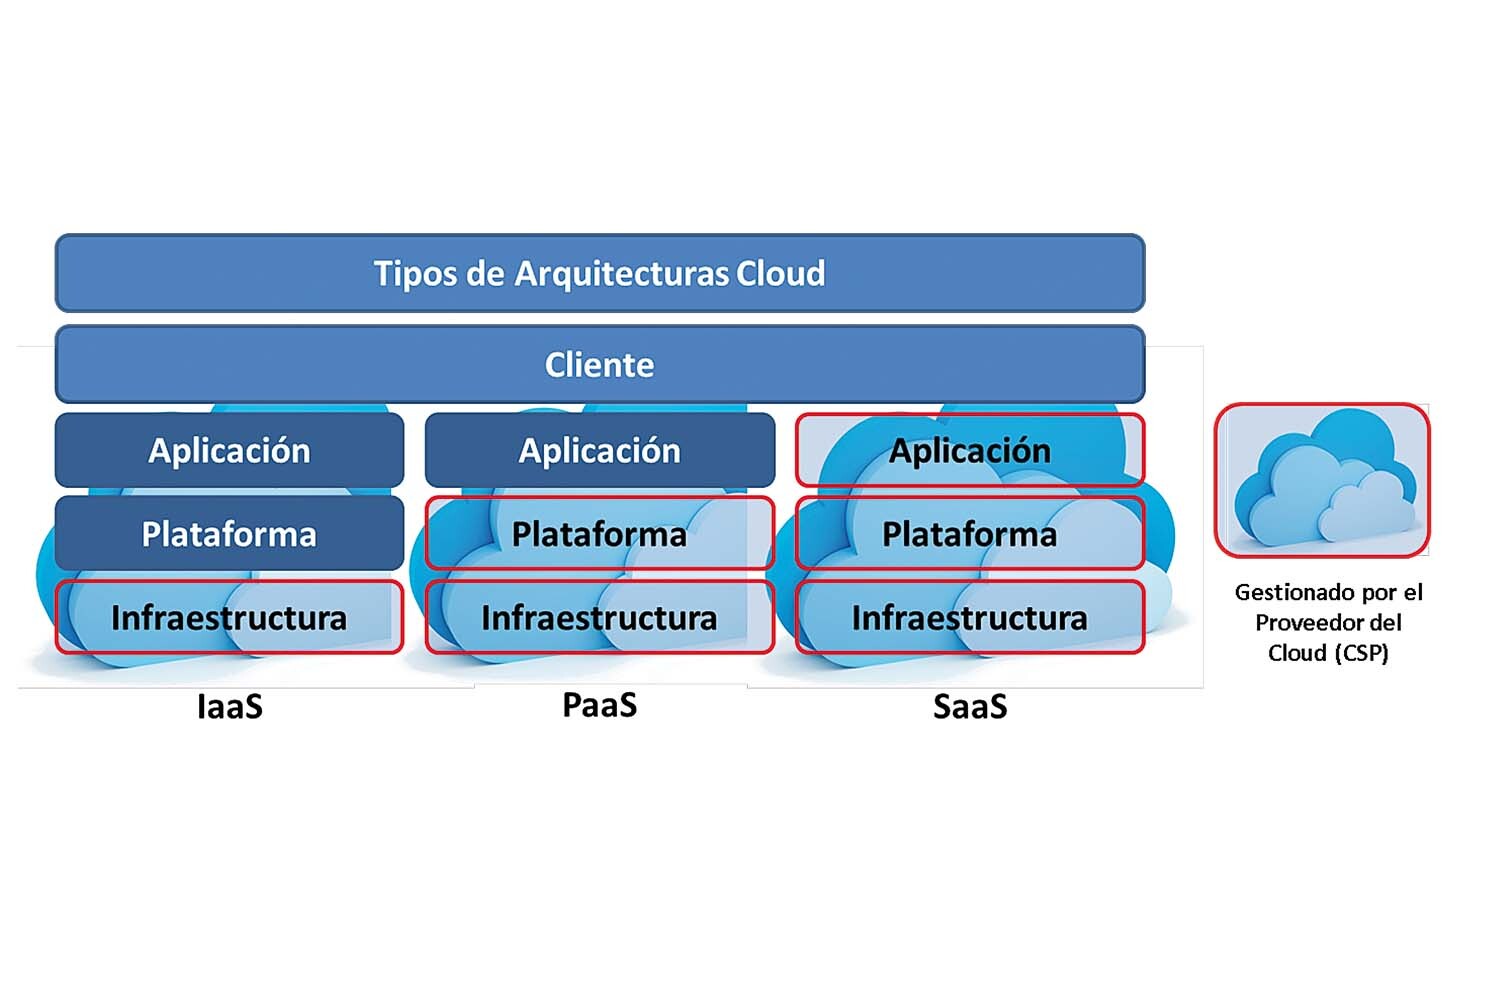 Tipos de Arquitecturas Cloud
Cliente
Aplicación
Aplicación
Aplicación
Plataforma
Plataforma
Plataforma
Infraestructura
Infraestructura
Infraestructura
IaaS
PaaS
SaaS
Gestionado por el
Proveedor del
Cloud (CSP)